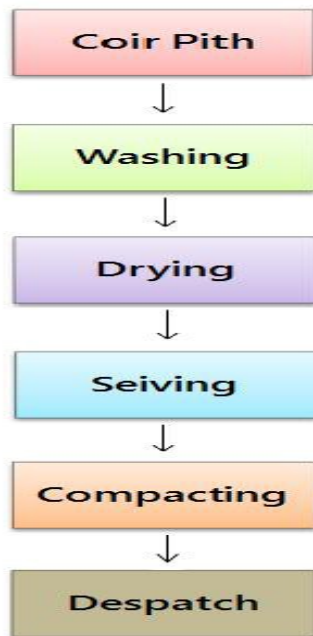 Coir Pith
Washing
Drying
Seiving
Compacting
Despatch